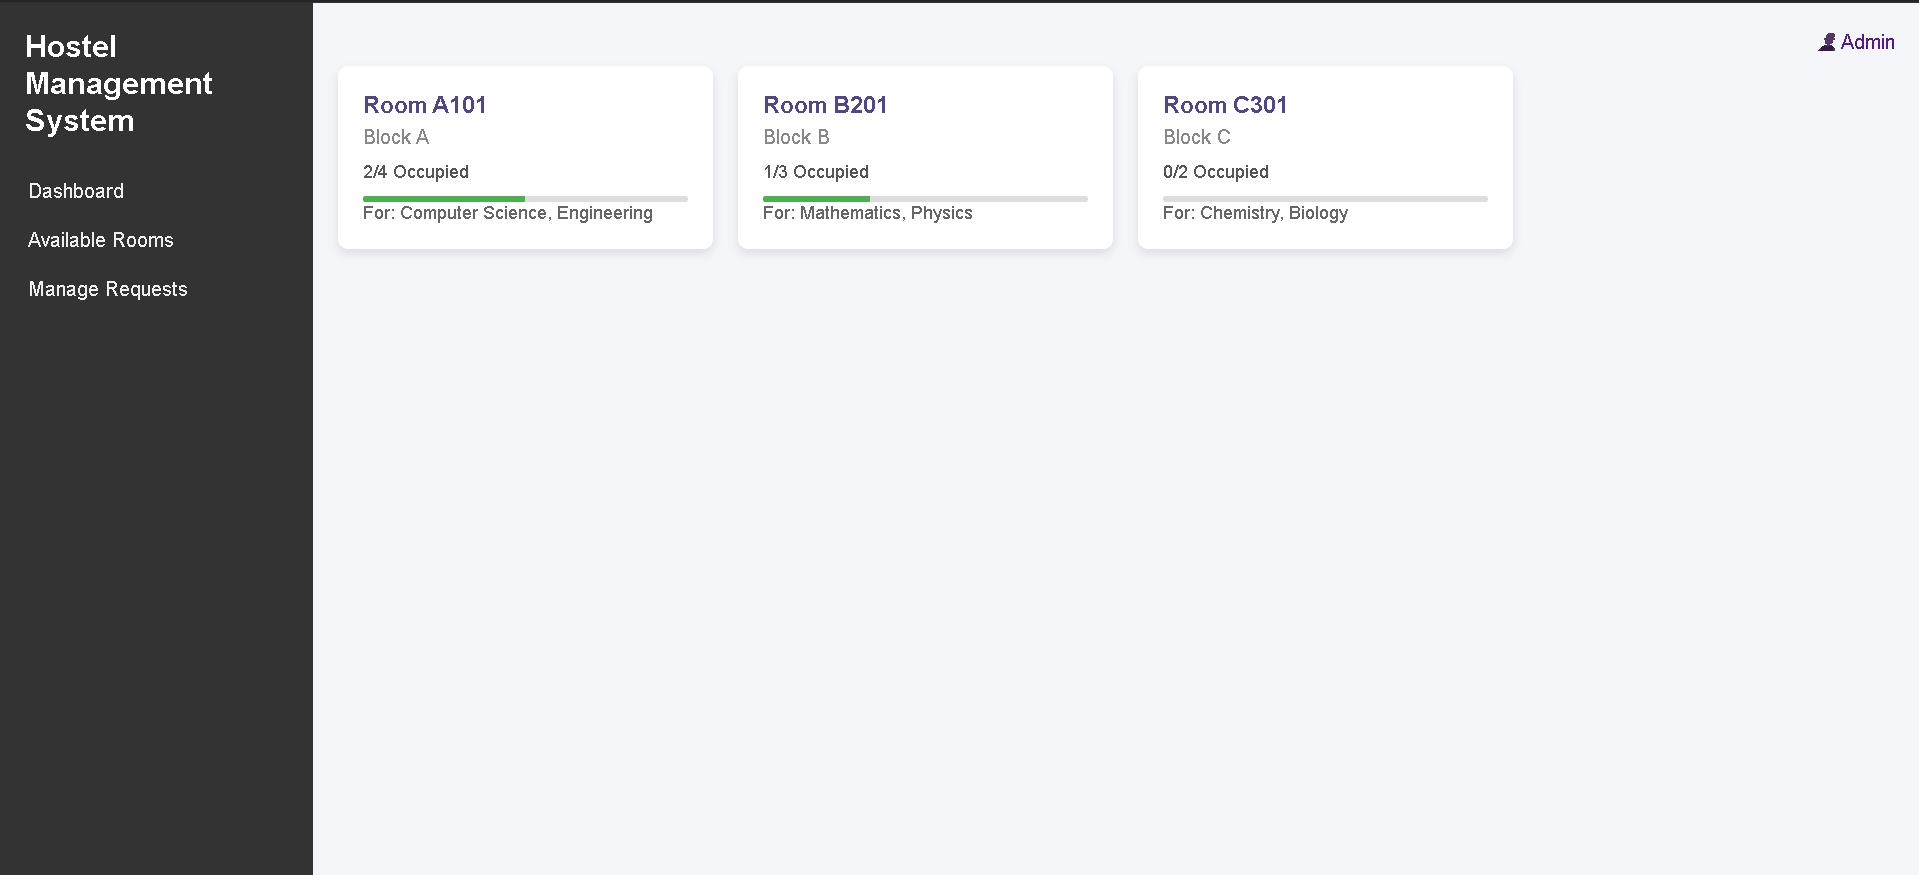 Hostel
Management
System
Dashboard
Available Rooms
Manage Requests
Admin
Room A101
Block A
2/4 Occupied
For: Computer Science, Engineering
Room B201
Block B
1/3 Occupied
For: Mathematics, Physics
Room C301
Block C
0/2 Occupied
For: Chemistry, Biology